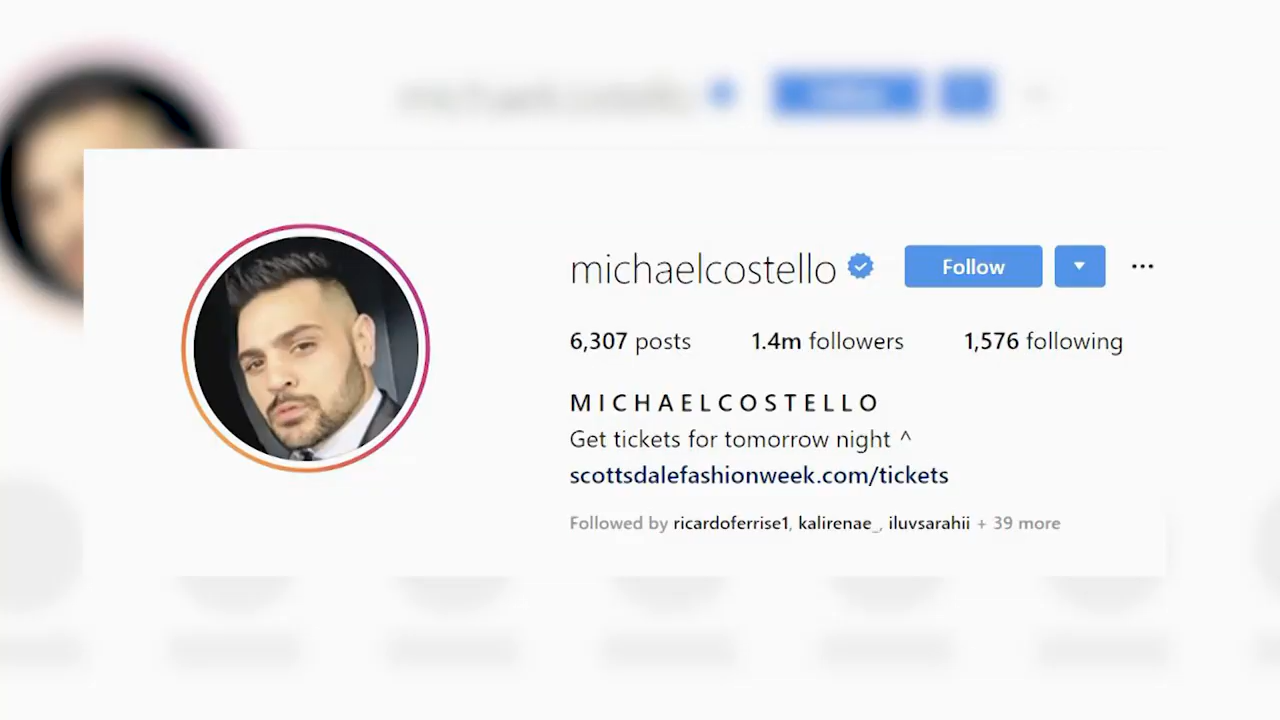 michaelcostello Follow
6,307 posts 1.4m followers 1,576 following
MICHAELCOSTELLO
Get tickets for tomorrow night ^
scottsdalefashionweek.com/tickets
Followed by ricardoferrise1, kalirenae_, iluvsarahii + 39 more